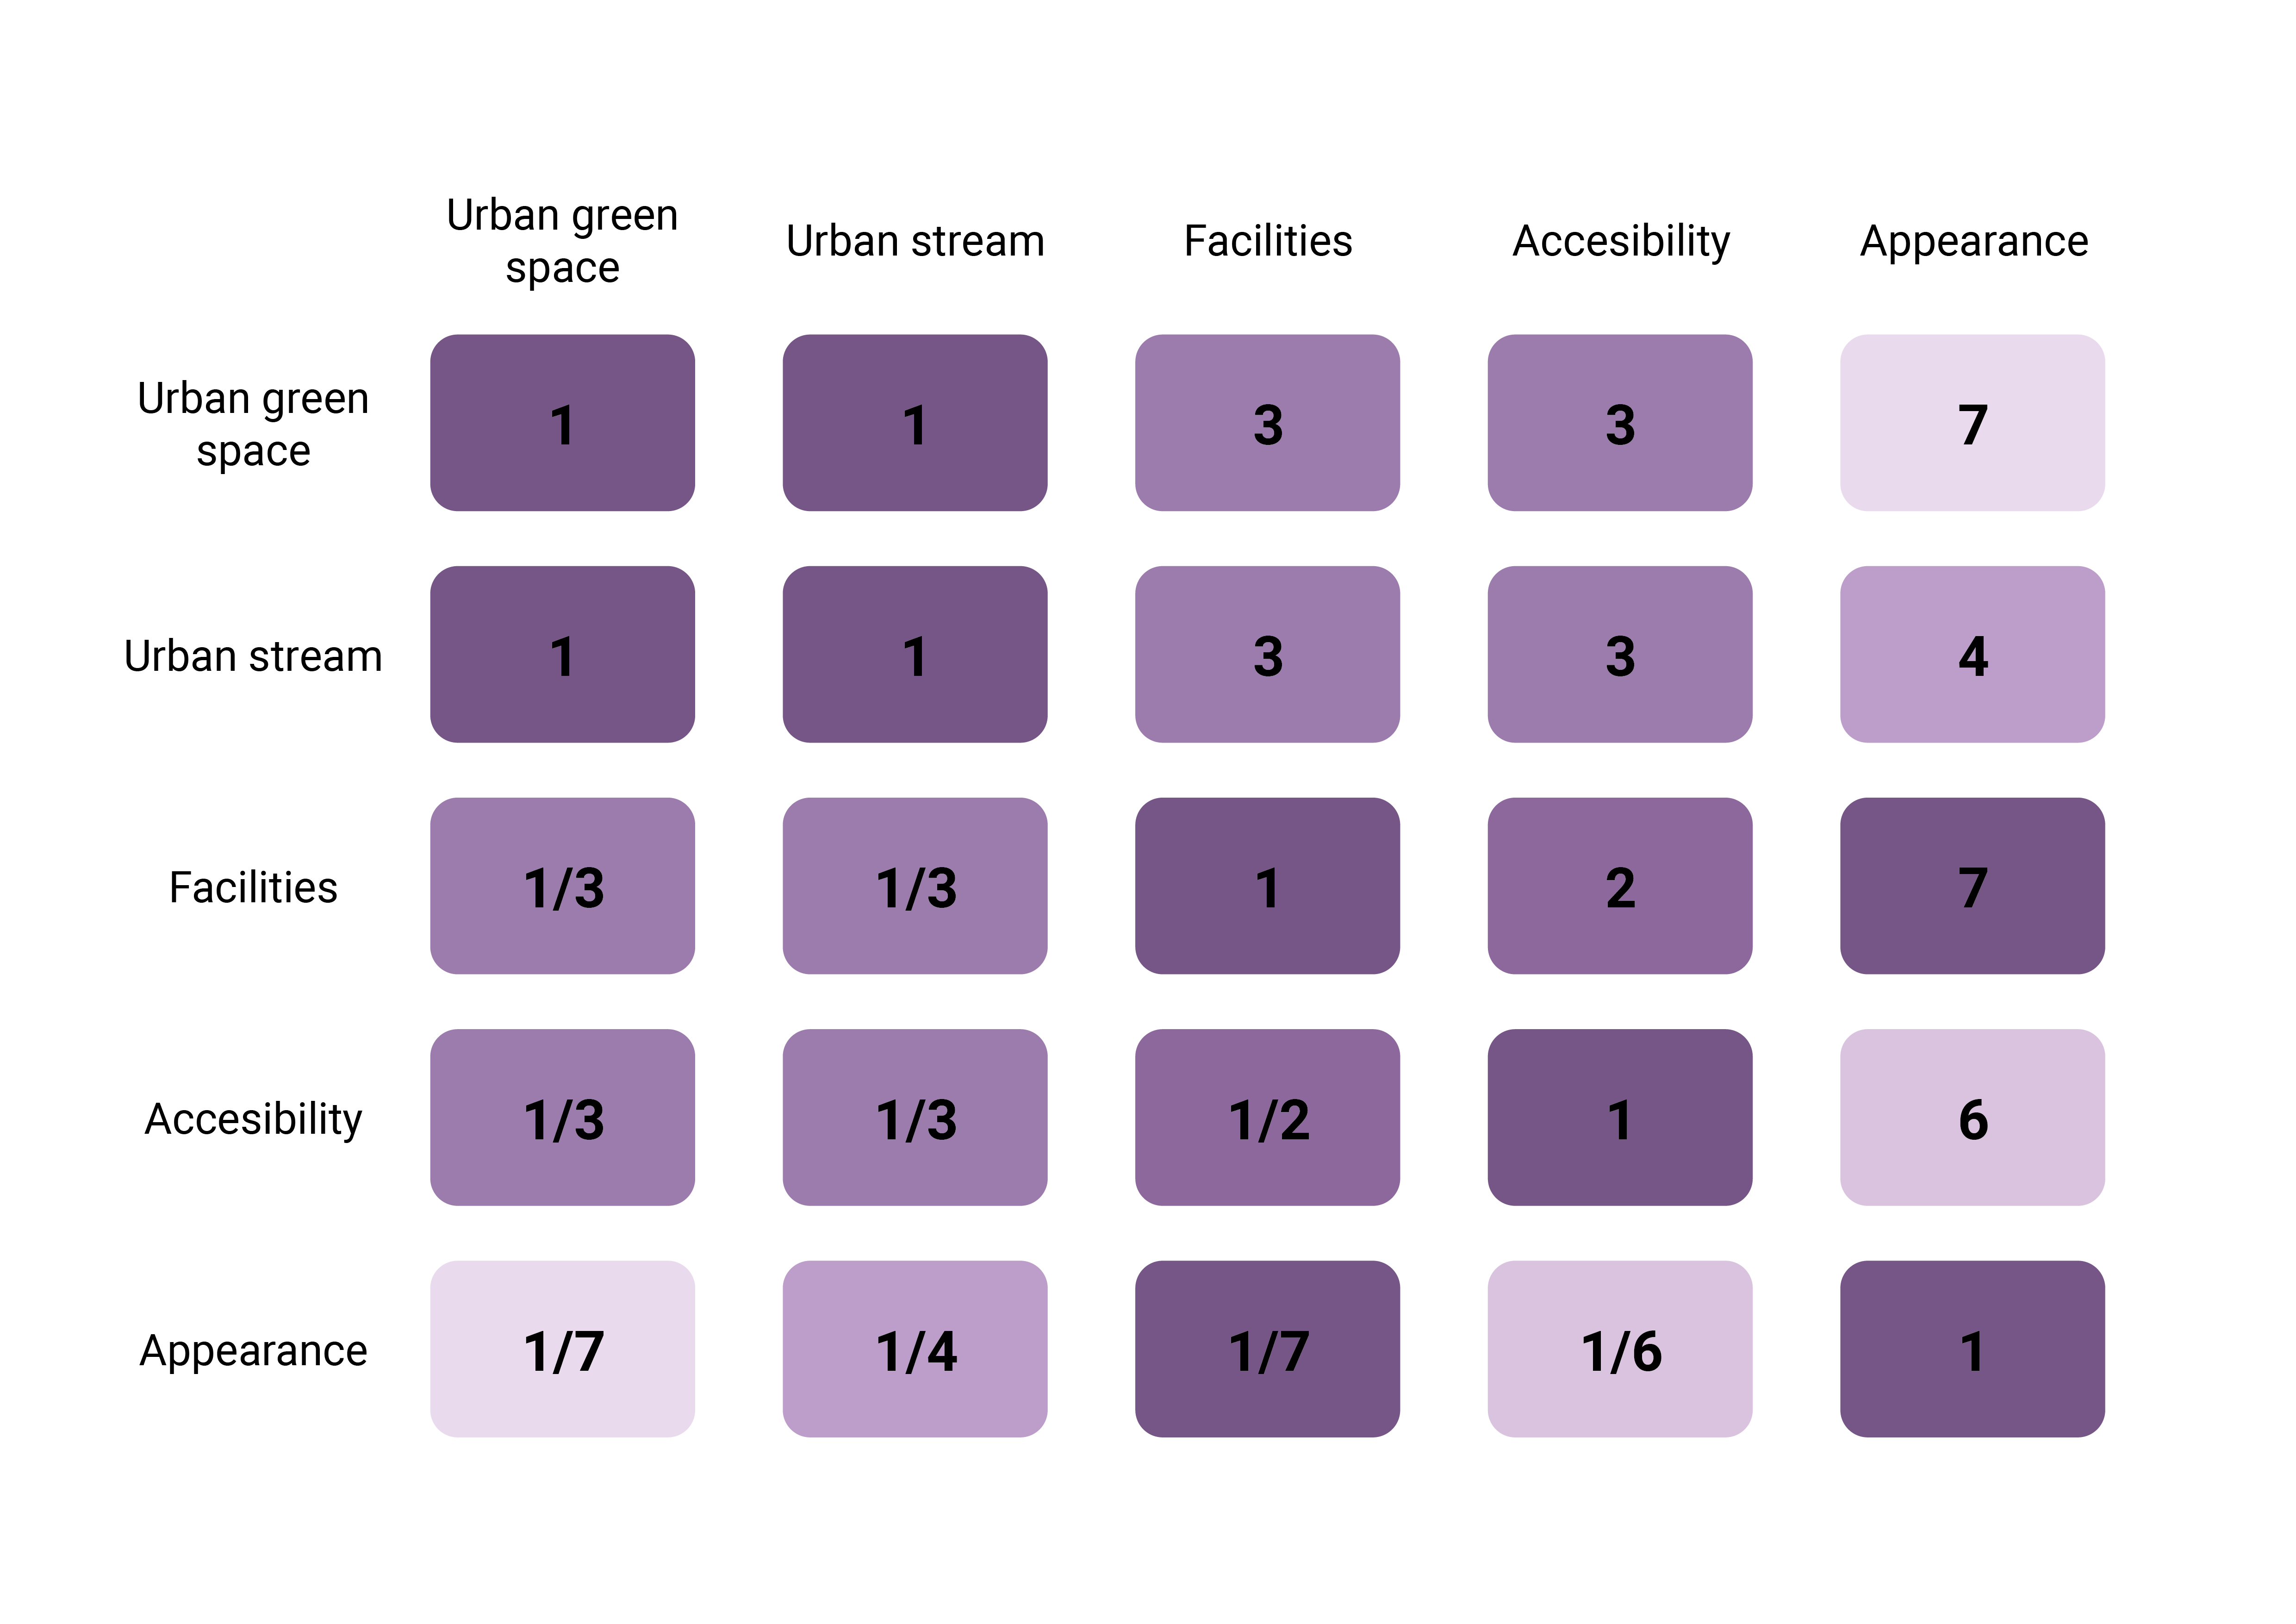 Urban green
space
Urban stream
Facilities
Accesibility
Appearance
Urban green
space
1
1
3
3
7
Urban stream
1
1
3
3
4
Facilities
1/3
1/3
1
2
7
Accesibility
1/3
1/3
1/2
1
6
Appearance
1/7
1/4
1/7
1/6
1